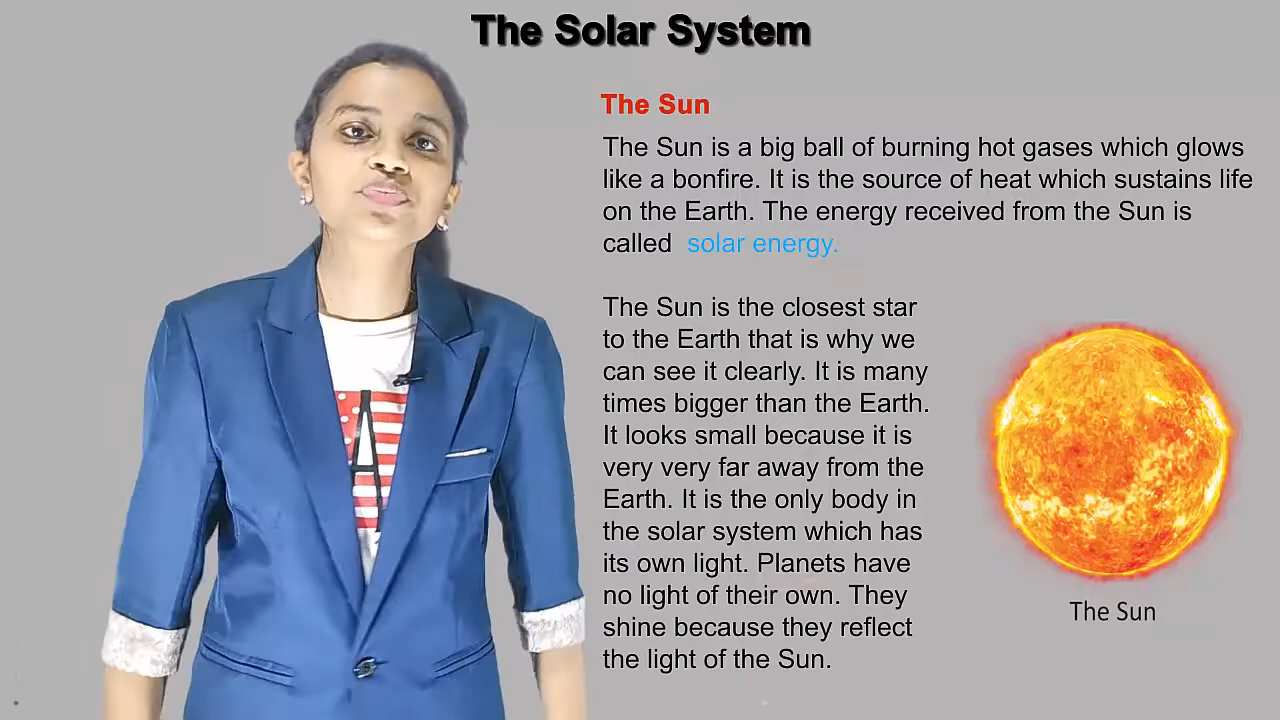 The Solar System
The Sun
The Sun is a big ball of burning hot gases which glows
like a bonfire. It is the source of heat which sustains life
on the Earth. The energy received from the Sun is
called solar energy.
The Sun is the closest star
to the Earth that is why we
can see it clearly. It is many
times bigger than the Earth.
It looks small because it is
very very far away from the
Earth. It is the only body in
the solar system which has
its own light. Planets have
no light of their own. They
shine because they reflect
the light of the Sun.
The Sun
A